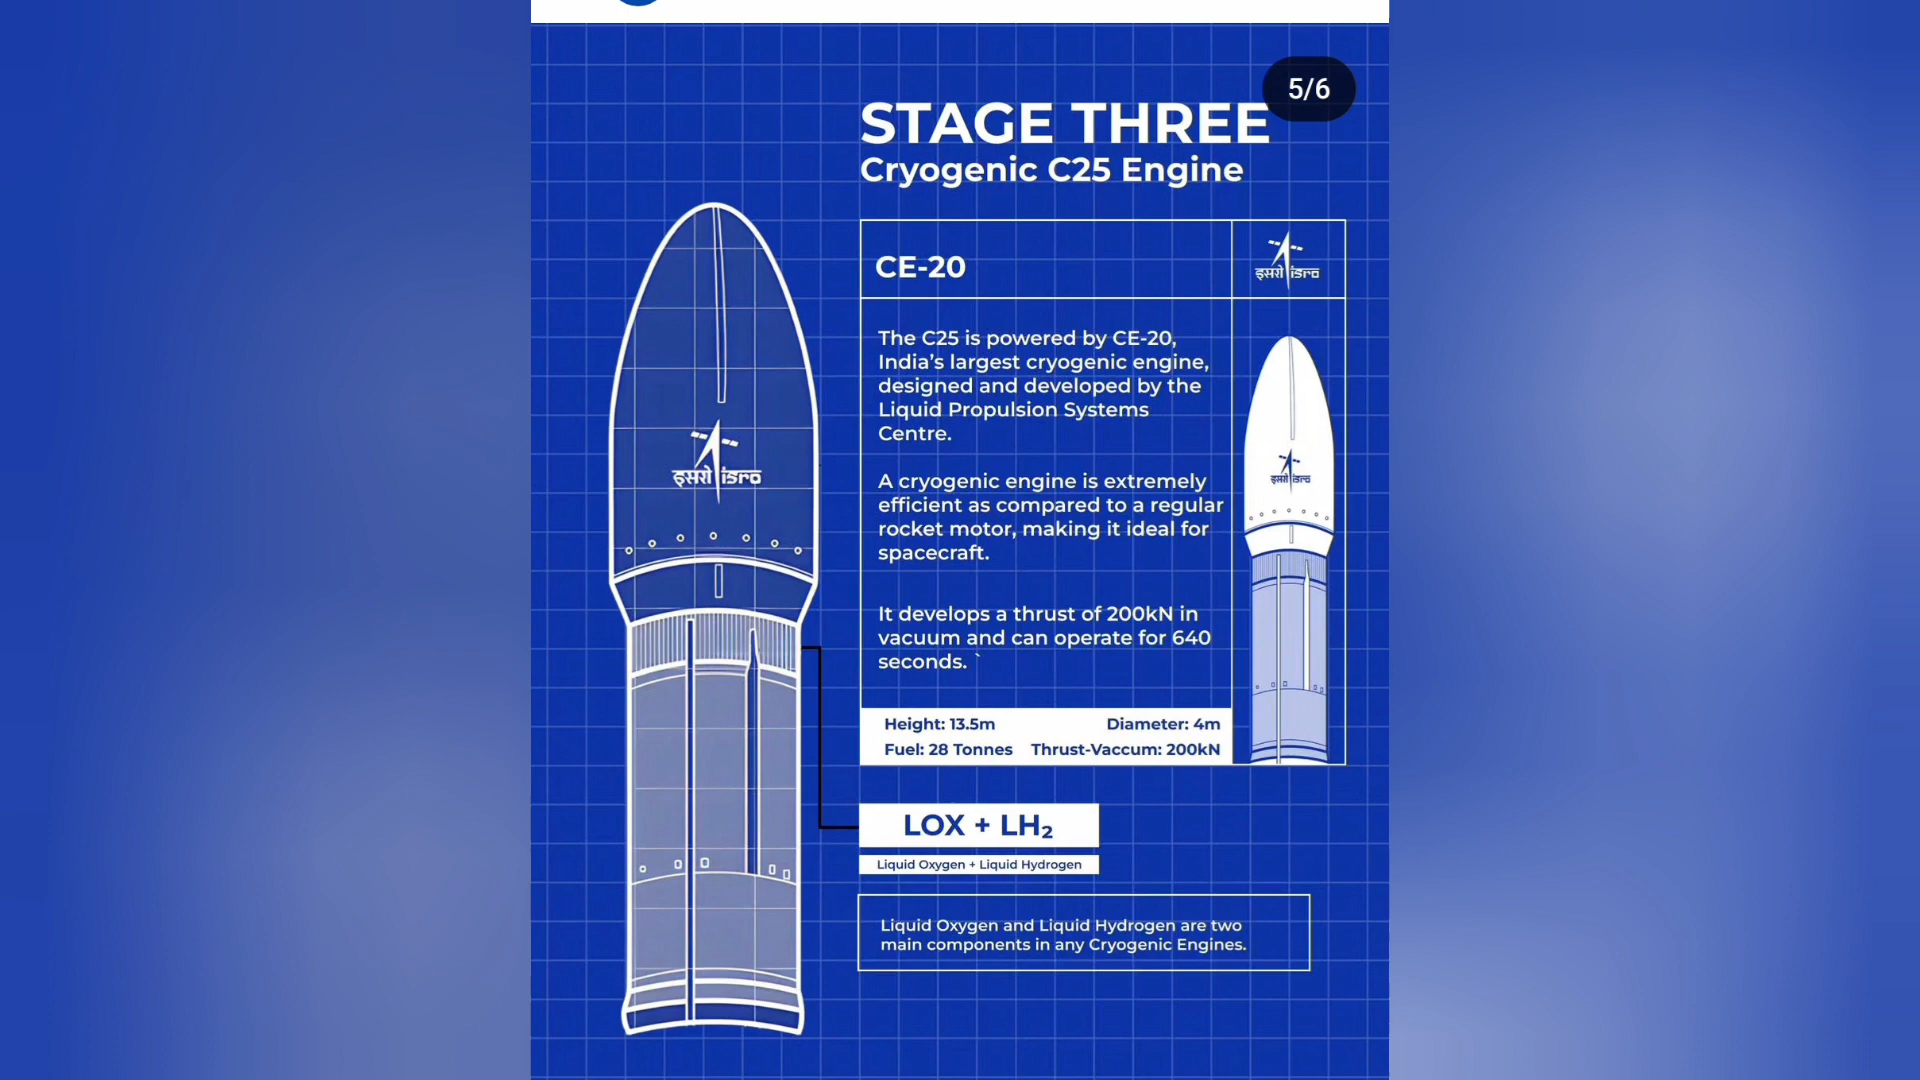 5/6
STAGE THREE
Cryogenic C25 Engine
CE-20
इसरो isro
The C25 is powered by CE-20,
India’s largest cryogenic engine,
designed and developed by the
Liquid Propulsion Systems
Centre.
A cryogenic engine is extremely
efficient as compared to a regular
rocket motor, making it ideal for
spacecraft.
It develops a thrust of 200kN in
vacuum and can operate for 640
seconds. `
इसरो isro
इसरो isro
Height: 13.5m Diameter: 4m
Fuel: 28 Tonnes Thrust-Vaccum: 200kN
LOX + LH₂
Liquid Oxygen + Liquid Hydrogen
Liquid Oxygen and Liquid Hydrogen are two
main components in any Cryogenic Engines.